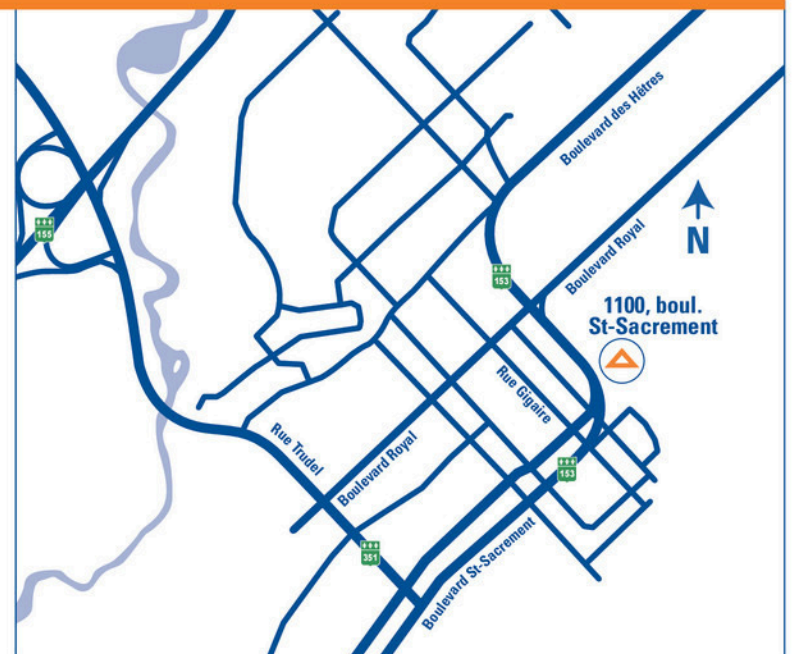 Boulevard des Hêtres
155
N
153
Boulevard Royal
1100, boul.
St-Sacrement
Rue Gigaire
Rue Trudel
Boulevard Royal
153
351
Boulevard St-Sacrement